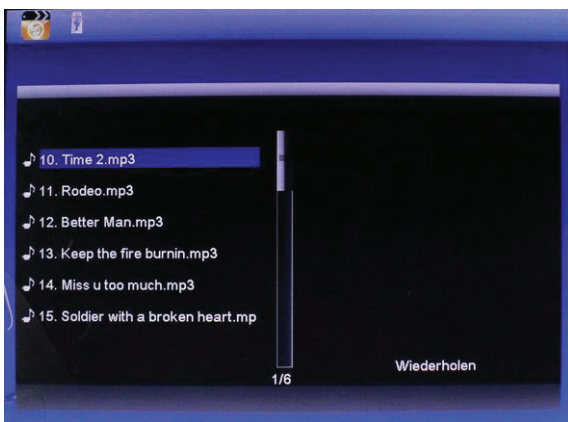 10. Time 2.mp3
11. Rodeo.mp3
12. Better Man.mp3
13. Keep the fire burnin.mp3
14. Miss u too much.mp3
15. Soldier with a broken heart.mp
1/6
Wiederholen